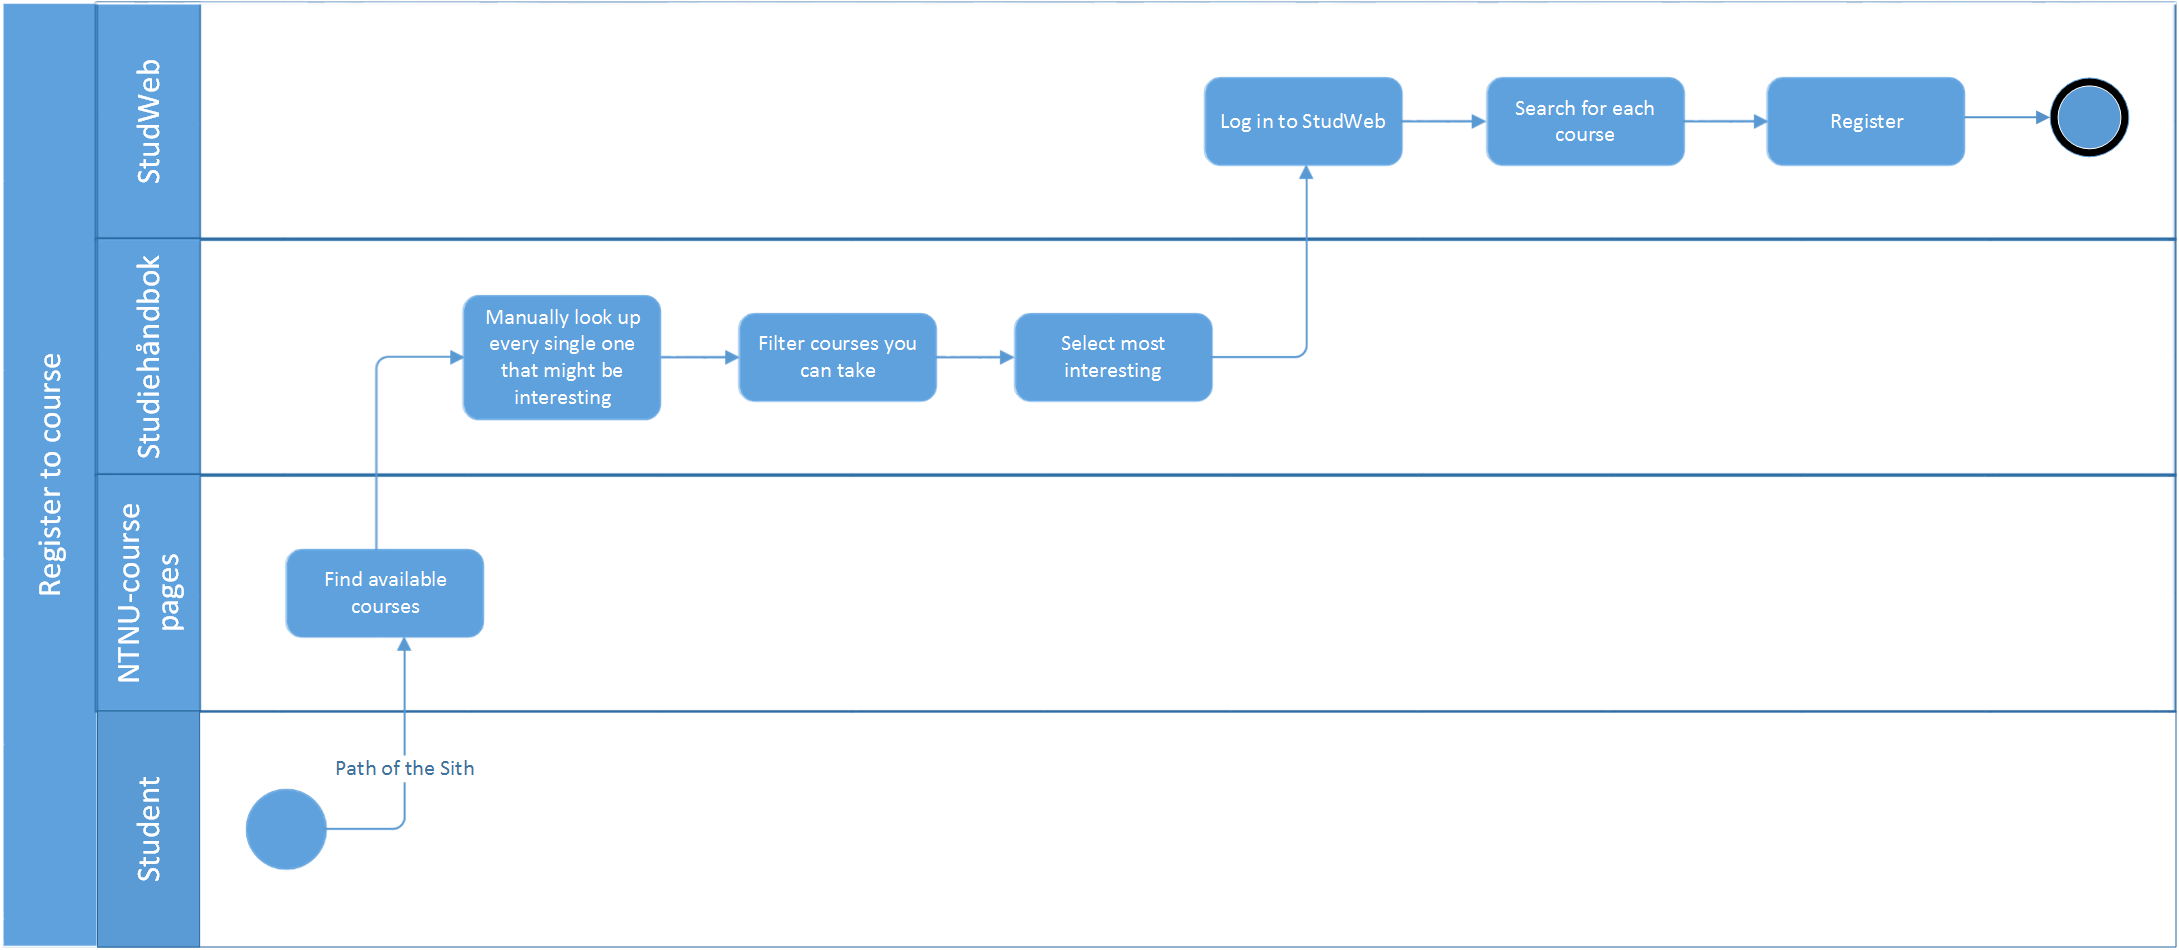 Register to course
StudWeb
Log in to StudWeb
Search for each
course
Register
Studiehåndbok
Manually look up
every single one
that might be
interesting
Filter courses you
can take
Select most
interesting
NTNU-course
pages
Find available
courses
Student
Path of the Sith